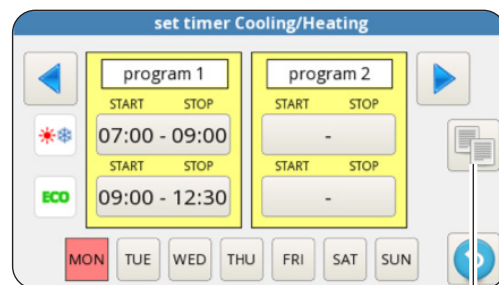 set timer Cooling/Heating
program 1 program 2
START STOP START STOP
07:00 - 09:00 -
START STOP START STOP
ECO 09:00 - 12:30 -
MON TUE WED THU FRI SAT SUN